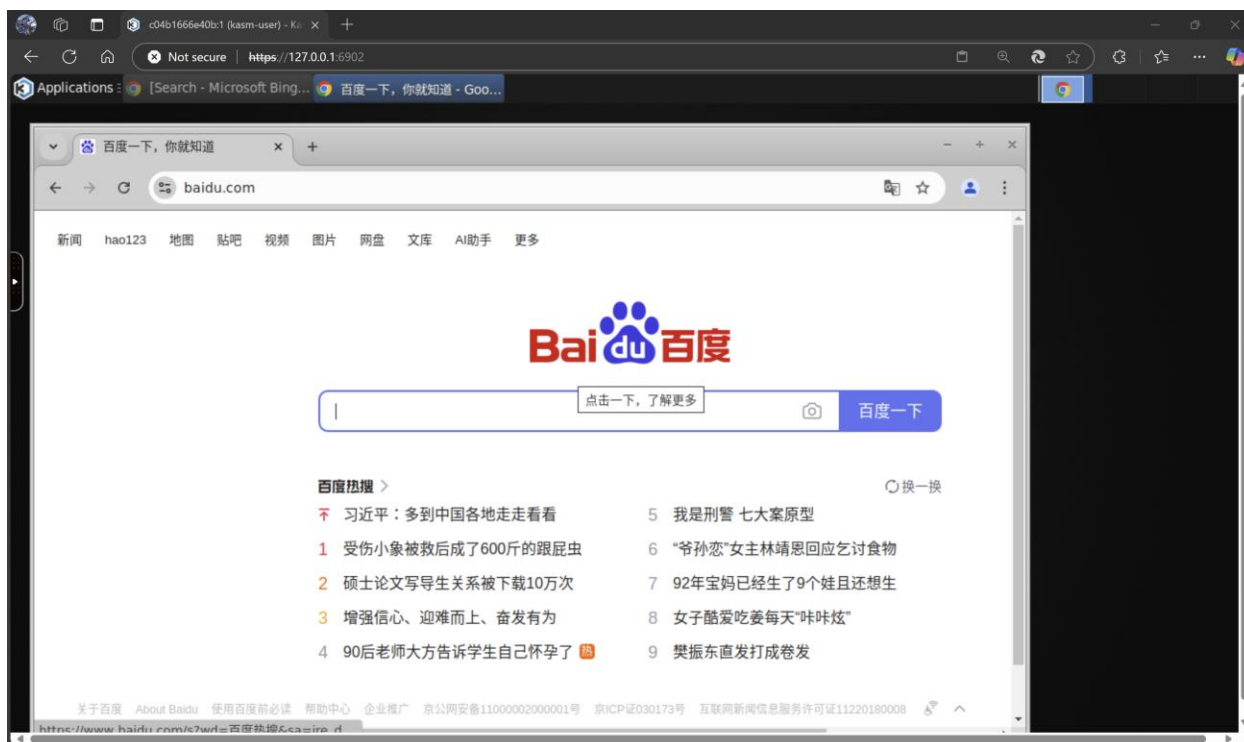 c04b1666e40b:1 (kasm-user) - Ka
Not secure | https://127.0.0.1:6902
Applications [Search - Microsoft Bing... 百度一下，你就知道 - Goo...
百度一下，你就知道
baidu.com
新闻 hao123 地图 贴吧 视频 图片 网盘 文库 AI助手 更多
Bai du 百度
点击一下，了解更多
百度一下
百度热搜 换一换
习近平：多到中国各地走走看看
1 受伤小象被救后成了600斤的跟屁虫
2 硕士论文写导生关系被下载10万次
3 增强信心、迎难而上、奋发有为
4 90后老师大方告诉学生自己怀孕了 热
5 我是刑警 七大案原型
6 “爷孙恋”女主林靖恩回应乞讨食物
7 92年宝妈已经生了9个娃且还想生
8 女子酷爱吃姜每天“咔咔炫”
9 樊振东直发打成卷发
关于百度 About Baidu 使用百度前必读 帮助中心 企业推广 京公网安备11000002000001号 京ICP证030173号 互联网新闻信息服务许可证11220180008
https://www.baidu.com/s?wd=百度热搜&sa=ire_d